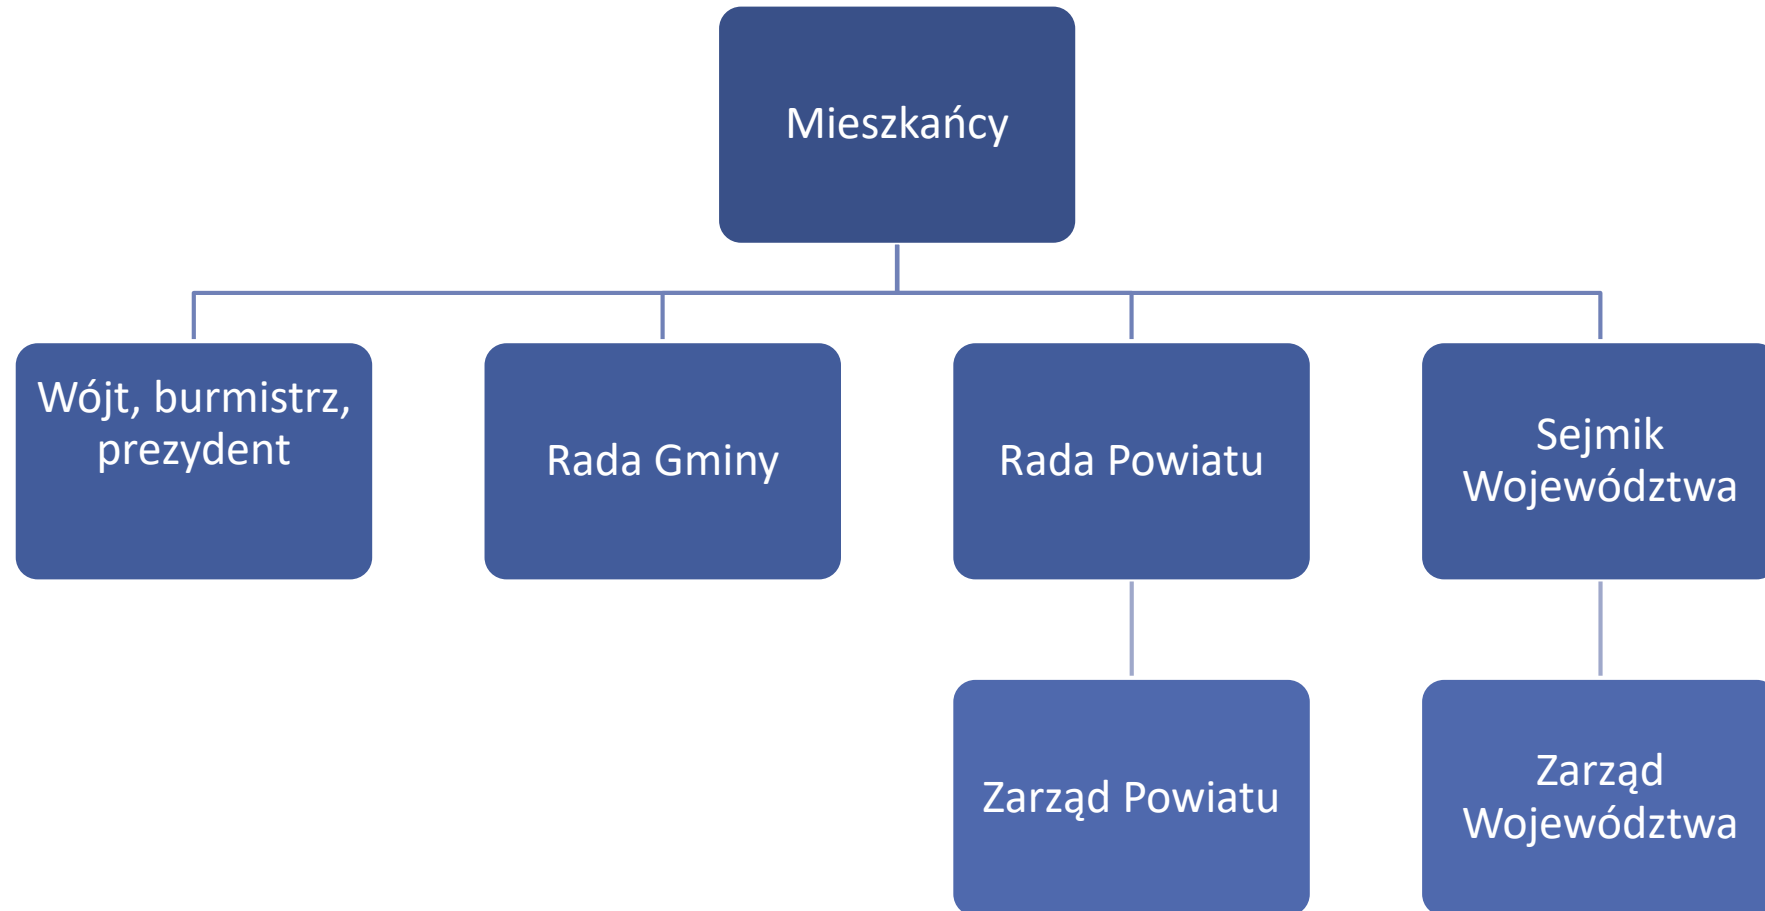 Mieszkańcy
Wójt, burmistrz,
prezydent
Rada Gminy
Rada Powiatu
Sejmik
Województwa
Zarząd Powiatu
Zarząd
Województwa